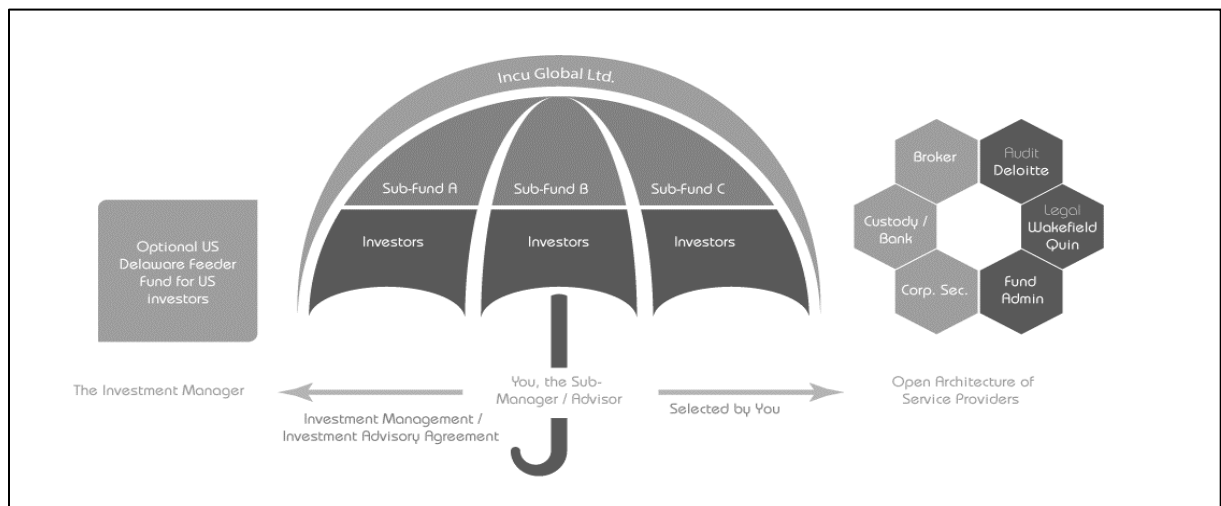 Incu Global Ltd.
Sub-Fund A
Sub-Fund B
Sub-Fund C
Investors
Investors
Investors
Optional US
Delaware Feeder
Fund for US
investors
Broker
Audit
Deloitte
Custody /
Bank
Legal
Wakefield
Quin
Corp. Sec.
Fund
Admin
The Investment Manager
Investment Management /
Investment Advisory Agreement
You, the Sub-
Manager / Advisor
Selected by You
Open Architecture of
Service Providers